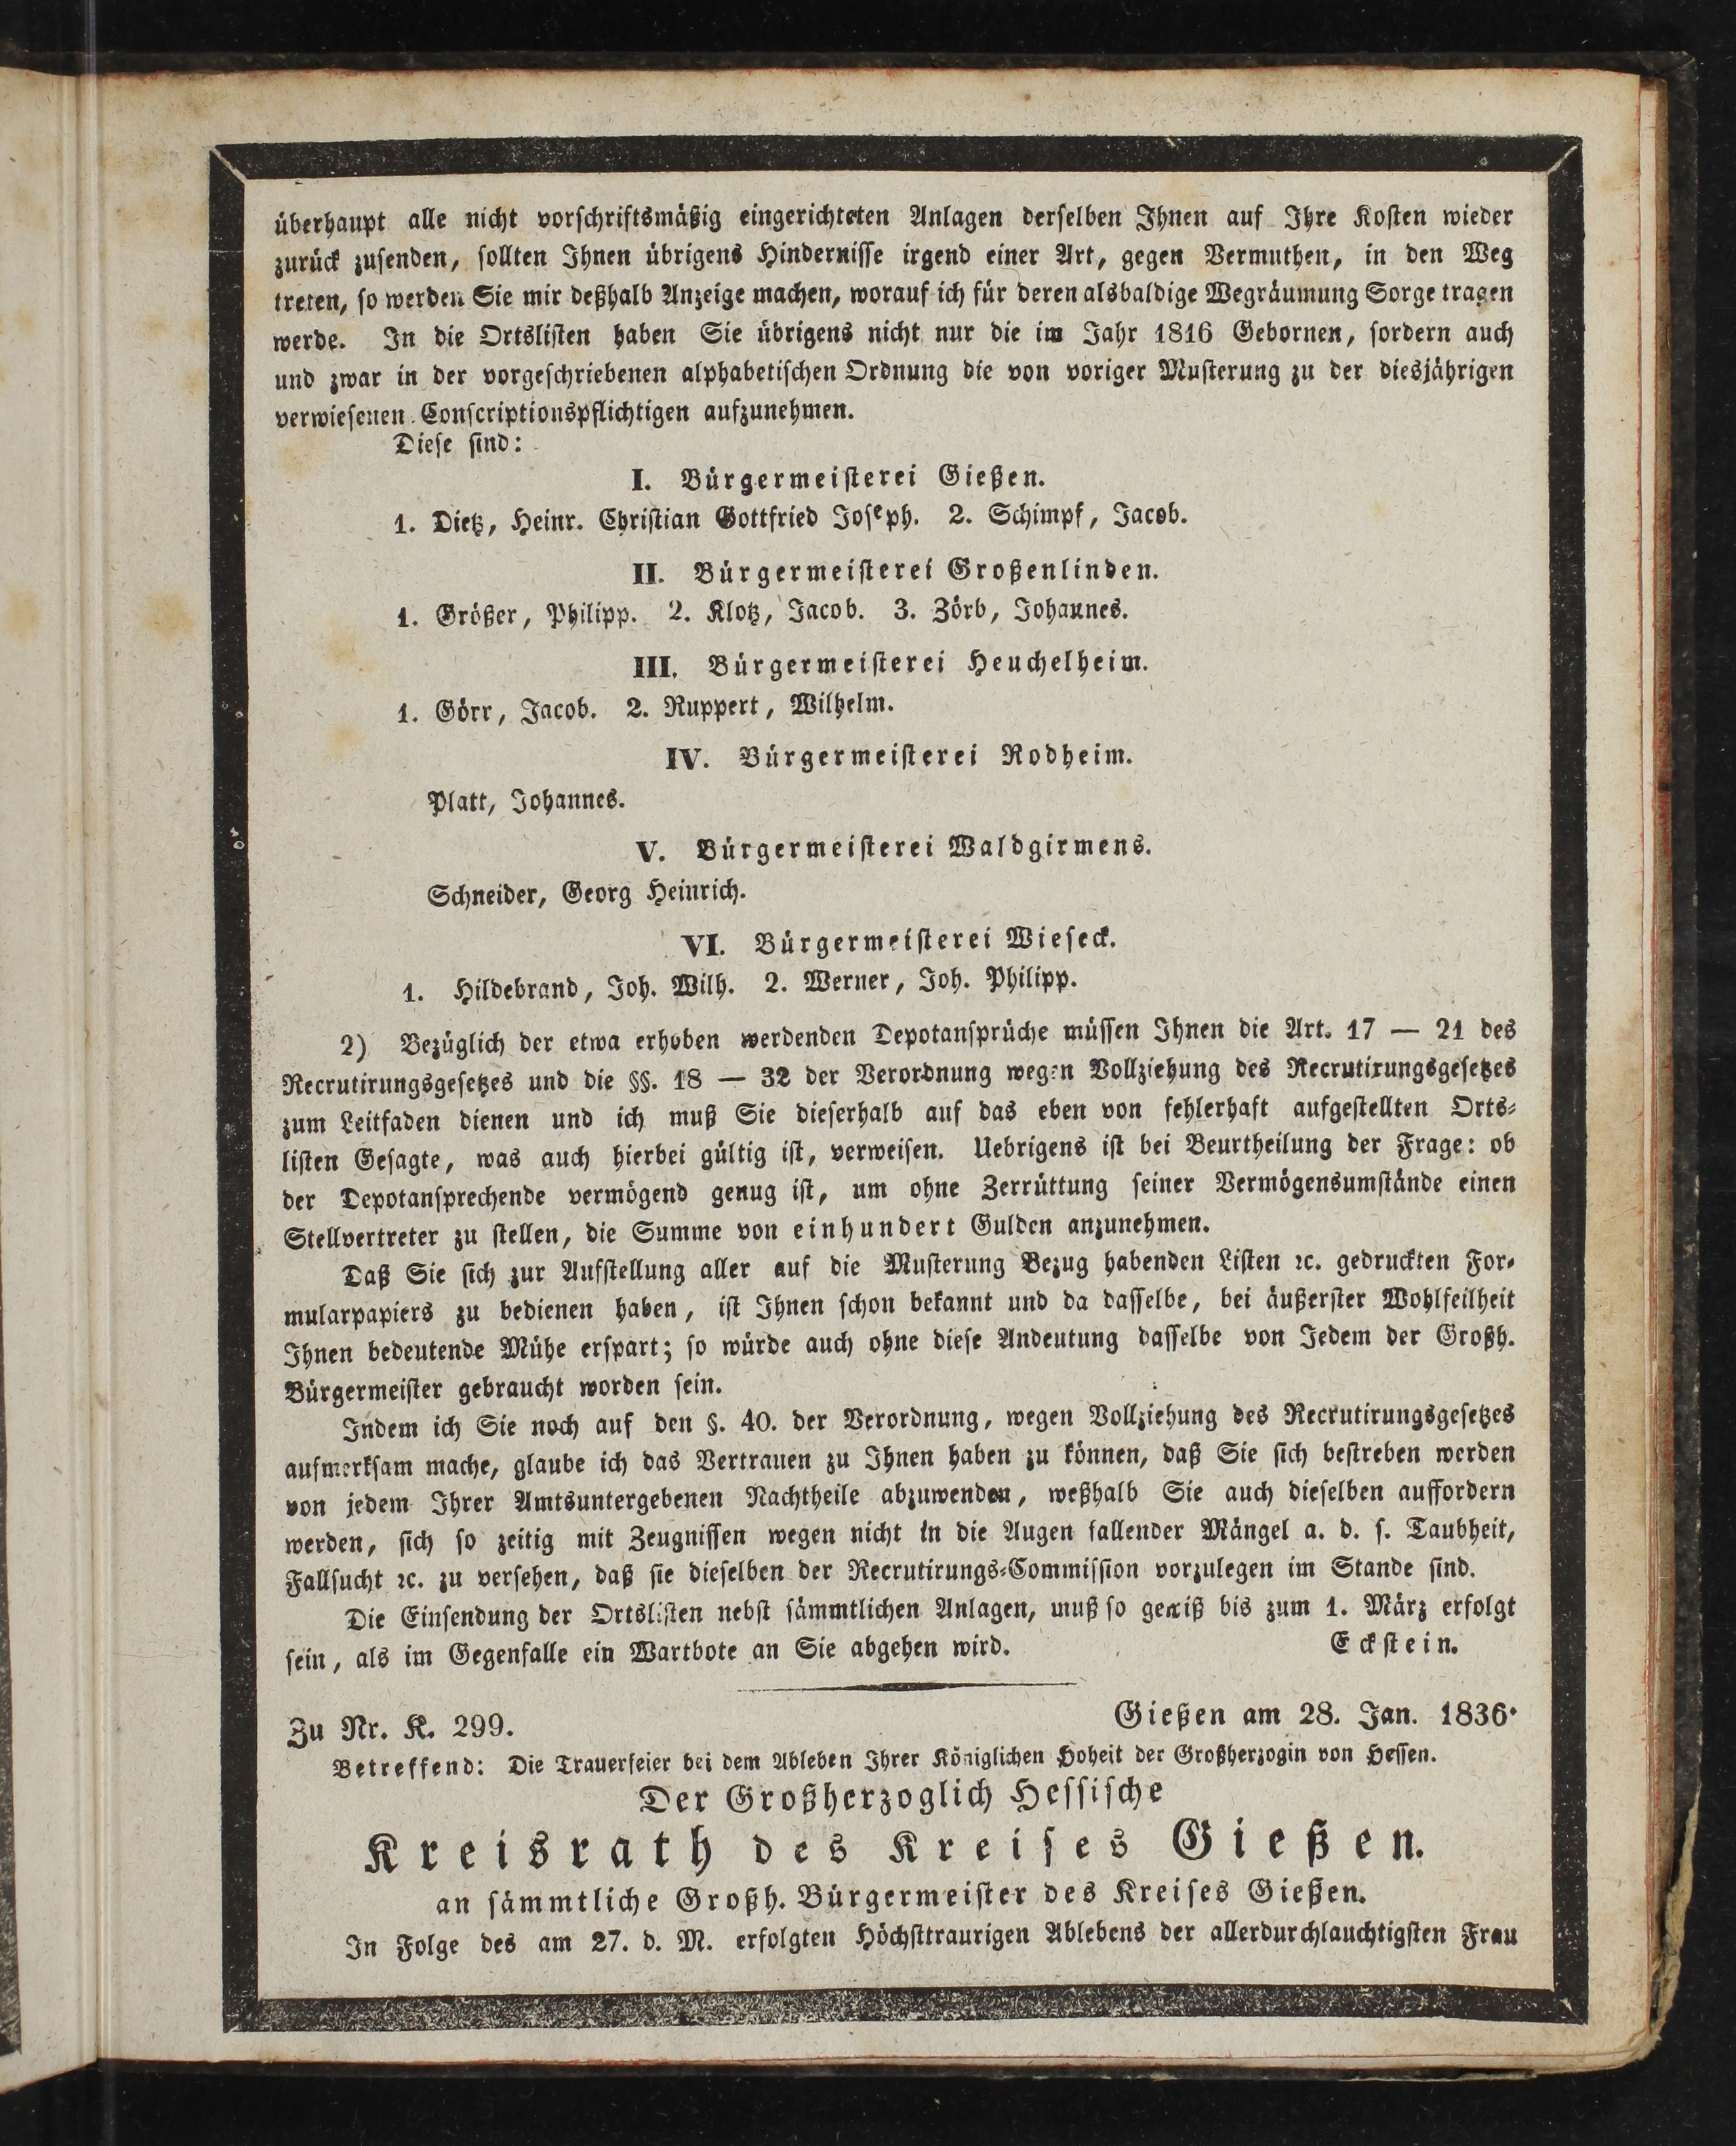 überhaupt alle nicht vorschriftsmäßig eingerichteten Anlagen derselben Ihnen auf Ihre Kosten wieder
zurück zusenden, sollten Ihnen übrigens Hindernisse irgend einer Art, gegen Vermuthen, in den Weg
treten, so werden Sie mir deßhalb Anzeige machen, worauf ich für deren alsbaldige Wegräumung Sorge tragen
werde. In die Ortslisten haben Sie übrigens nicht nur die im Jahr 1816 Gebornen, sordern auch
und zwar in der vorgeschriebenen alphabetischen Ordnung die von voriger Musterung zu der diesjährigen
verwiesenen Conscriptionspflichtigen aufzunehmen.
Diese sind:
I. Bürgermeisterei Gießen.
1. Dietz, Heinr. Christian Gottfried Joseph. 2. Schimpf, Jacob.
II. Bürgermeisterei Großenlinden.
1. Größer, Philipp. 2. Klotz, Jacob. 3. Zörb, Johannes.
III. Bürgermeisterei Heuchelheim.
1. Görr, Jacob. 2. Ruppert, Wilhelm.
IV. Bürgermeisterei Rodheim.
Platt, Johannes.
V. Bürgermeisterei Waldgirmens.
Schneider, Georg Heinrich.
VI. Bürgermeisterei Wieseck.
1. Hildebrand, Joh. Wilh. 2. Werner, Joh. Philipp.
2) Bezüglich der etwa erhoben werdenden Depotansprüche müssen Ihnen die Art. 17 — 21 des
Recrutirungsgesetzes und die §§. 18 — 32 der Verordnung wegen Vollziehung des Recrutirungsgesetzes
zum Leitfaden dienen und ich muß Sie dieserhalb auf das eben von fehlerhaft aufgestellten Orts-
listen Gesagte, was auch hierbei gültig ist, verweisen. Uebrigens ist bei Beurtheilung der Frage: ob
der Depotansprechende vermögend genug ist, um ohne Zerrüttung seiner Vermögensumstände einen
Stellvertreter zu stellen, die Summe von einhundert Gulden anzunehmen.
Daß Sie sich zur Aufstellung aller auf die Musterung Bezug habenden Listen ꝛc. gedruckten For-
mularpapiers zu bedienen haben, ist Ihnen schon bekannt und da dasselbe, bei äußerster Wohlfeilheit
Ihnen bedeutende Mühe erspart; so würde auch ohne diese Andeutung dasselbe von Jedem der Großh.
Bürgermeister gebraucht worden sein.
Indem ich Sie noch auf den §. 40. der Verordnung, wegen Vollziehung des Recrutirungsgesetzes
aufmerksam mache, glaube ich das Vertrauen zu Ihnen haben zu können, daß Sie sich bestreben werden
von jedem Ihrer Amtsuntergebenen Nachtheile abzuwenden, weßhalb Sie auch dieselben auffordern
werden, sich so zeitig mit Zeugnissen wegen nicht in die Augen fallender Mängel a. d. s. Taubheit,
Fallsucht ꝛc. zu versehen, daß sie dieselben der Recrutirungs-Commission vorzulegen im Stande sind.
Die Einsendung der Ortslisten nebst sämmtlichen Anlagen, muß so gewiß bis zum 1. März erfolgt
sein, als im Gegenfalle ein Wartbote an Sie abgehen wird. Eckstein.
Zu Nr. K. 299. Gießen am 28. Jan. 1836.
Betreffend: Die Trauerfeier bei dem Ableben Ihrer Königlichen Hoheit der Großherzogin von Hessen.
Der Großherzoglich Hessische
Kreisrath des Kreises Gießen.
an sämmtliche Großh. Bürgermeister des Kreises Gießen.
In Folge des am 27. d. M. erfolgten Höchsttraurigen Ablebens der allerdurchlauchtigsten Frau